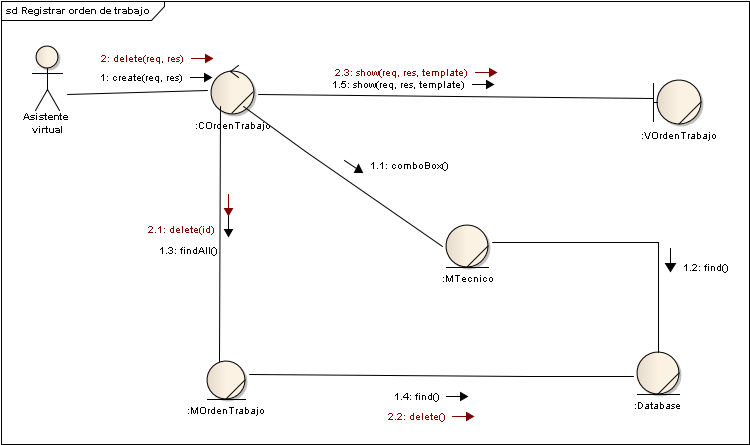 sd Registrar orden de trabajo
2: delete(req, res)
1: create(req, res)
2.3: show(req, res, template)
1.5: show(req, res, template)
Asistente
virtual
:COrdenTrabajo
:VOrdenTrabajo
1.1: comboBox()
2.1: delete(id)
1.3: findAll()
:MTecnico
1.2: find()
:MOrdenTrabajo
1.4: find()
2.2: delete()
:Database